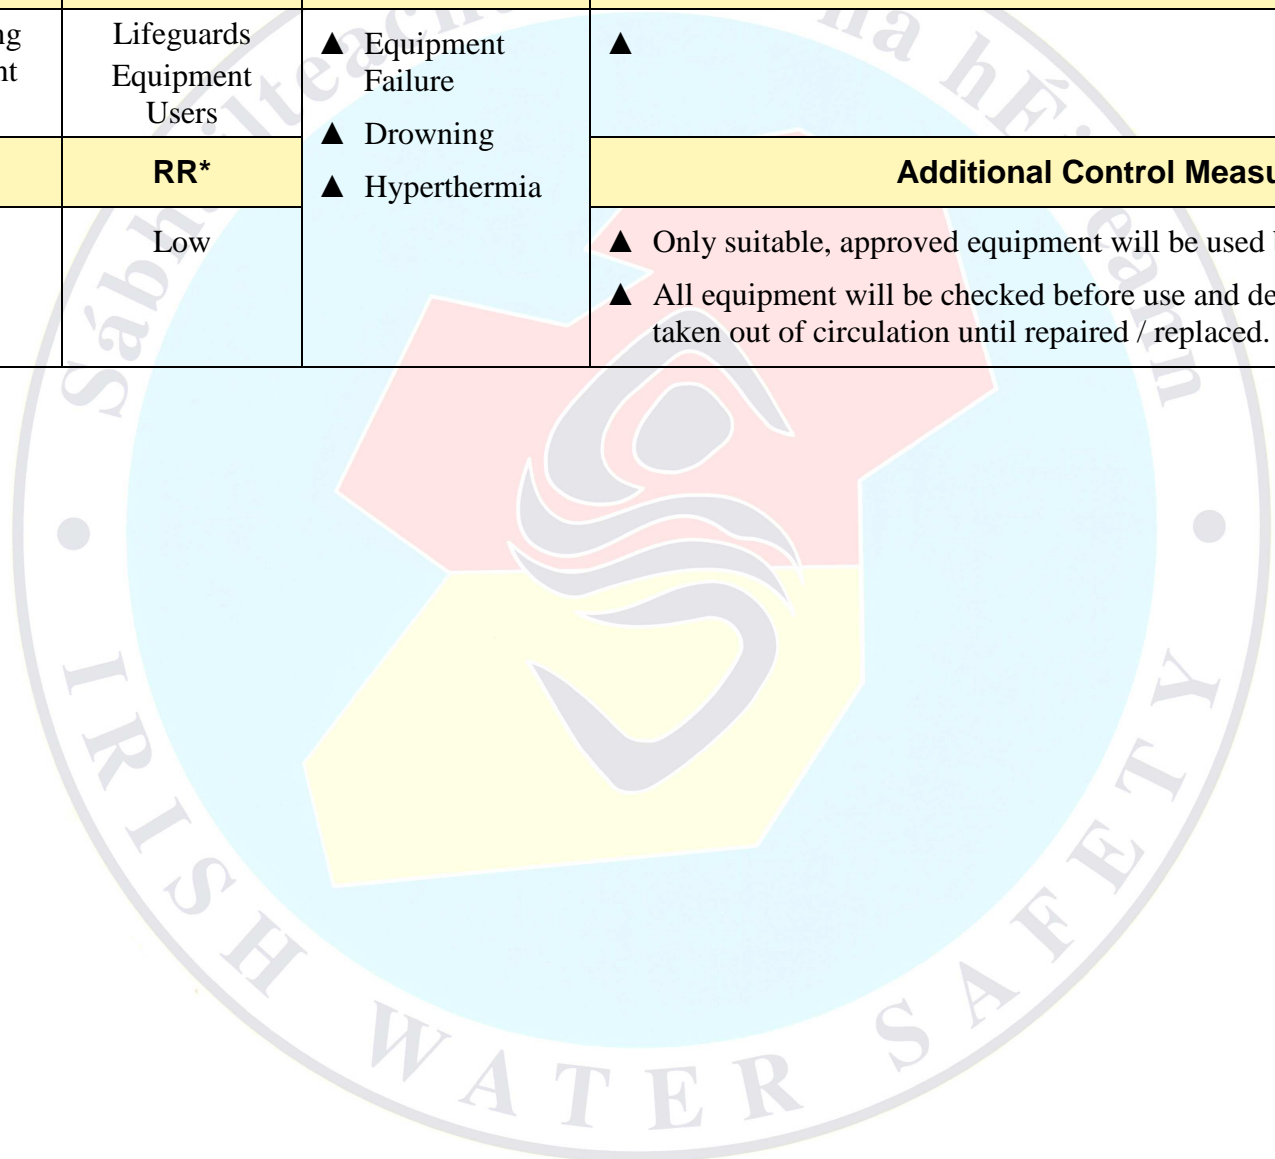 ng Lifeguards ▲ Equipment ▲
nt Equipment Failure
Users
▲ Drowning
RR* Additional Control Measu
▲ Hyperthermia
Low ▲ Only suitable, approved equipment will be used
▲ All equipment will be checked before use and de
taken out of circulation until repaired / replaced.
IRISH WATER SAFETY